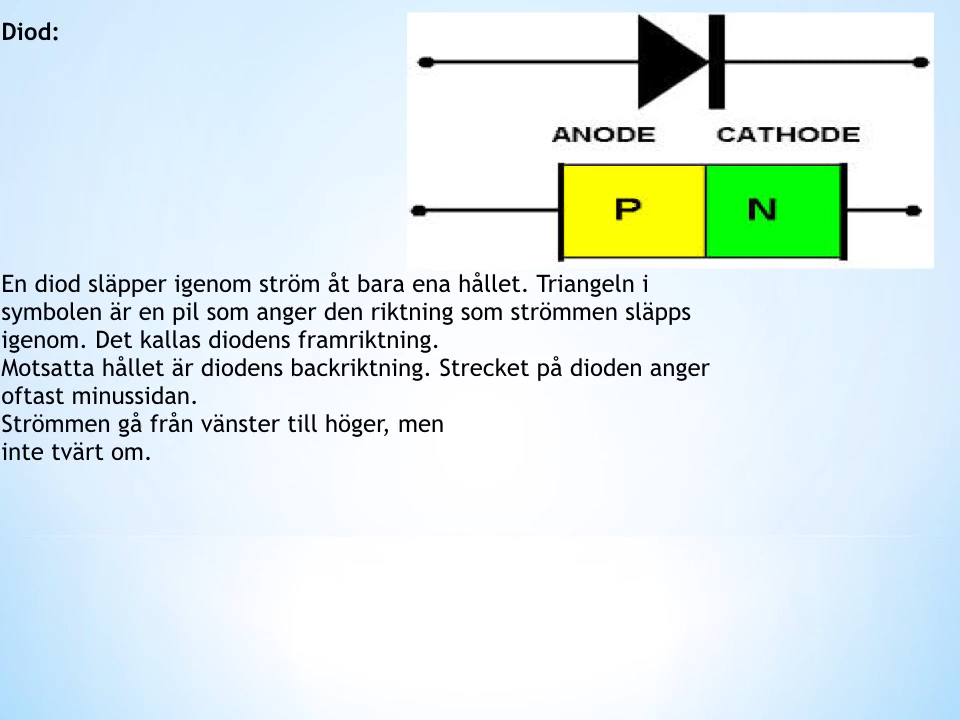 Diod:
ANODE CATHODE
P N
En diod släpper igenom ström åt bara ena hållet. Triangeln i
symbolen är en pil som anger den riktning som strömmen släpps
igenom. Det kallas diodens framriktning.
Motsatta hållet är diodens backriktning. Strecket på dioden anger
oftast minussidan.
Strömmen gå från vänster till höger, men
inte tvärt om.